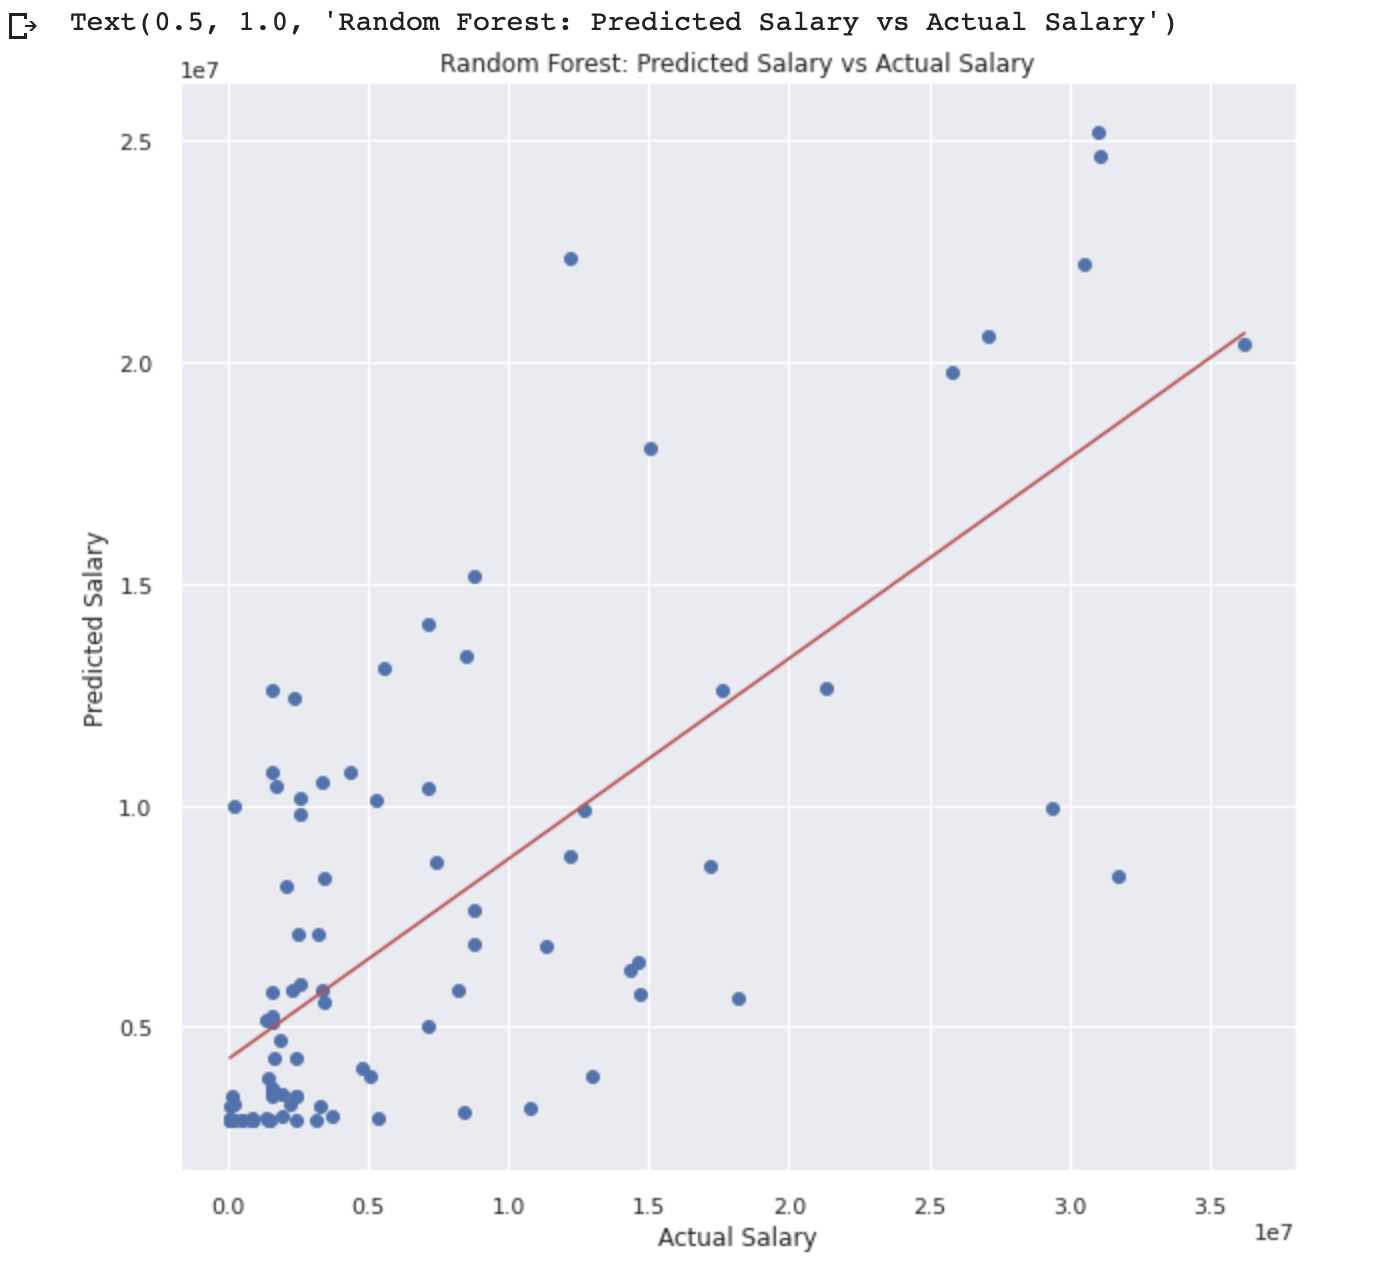 Text(0.5, 1.0, 'Random Forest: Predicted Salary vs Actual Salary')
Random Forest: Predicted Salary vs Actual Salary
1e7
2.5
2.0
1.5
1.0
0.5
Predicted Salary
0.0 0.5 1.0 1.5 2.0 2.5 3.0 3.5
Actual Salary
1e7